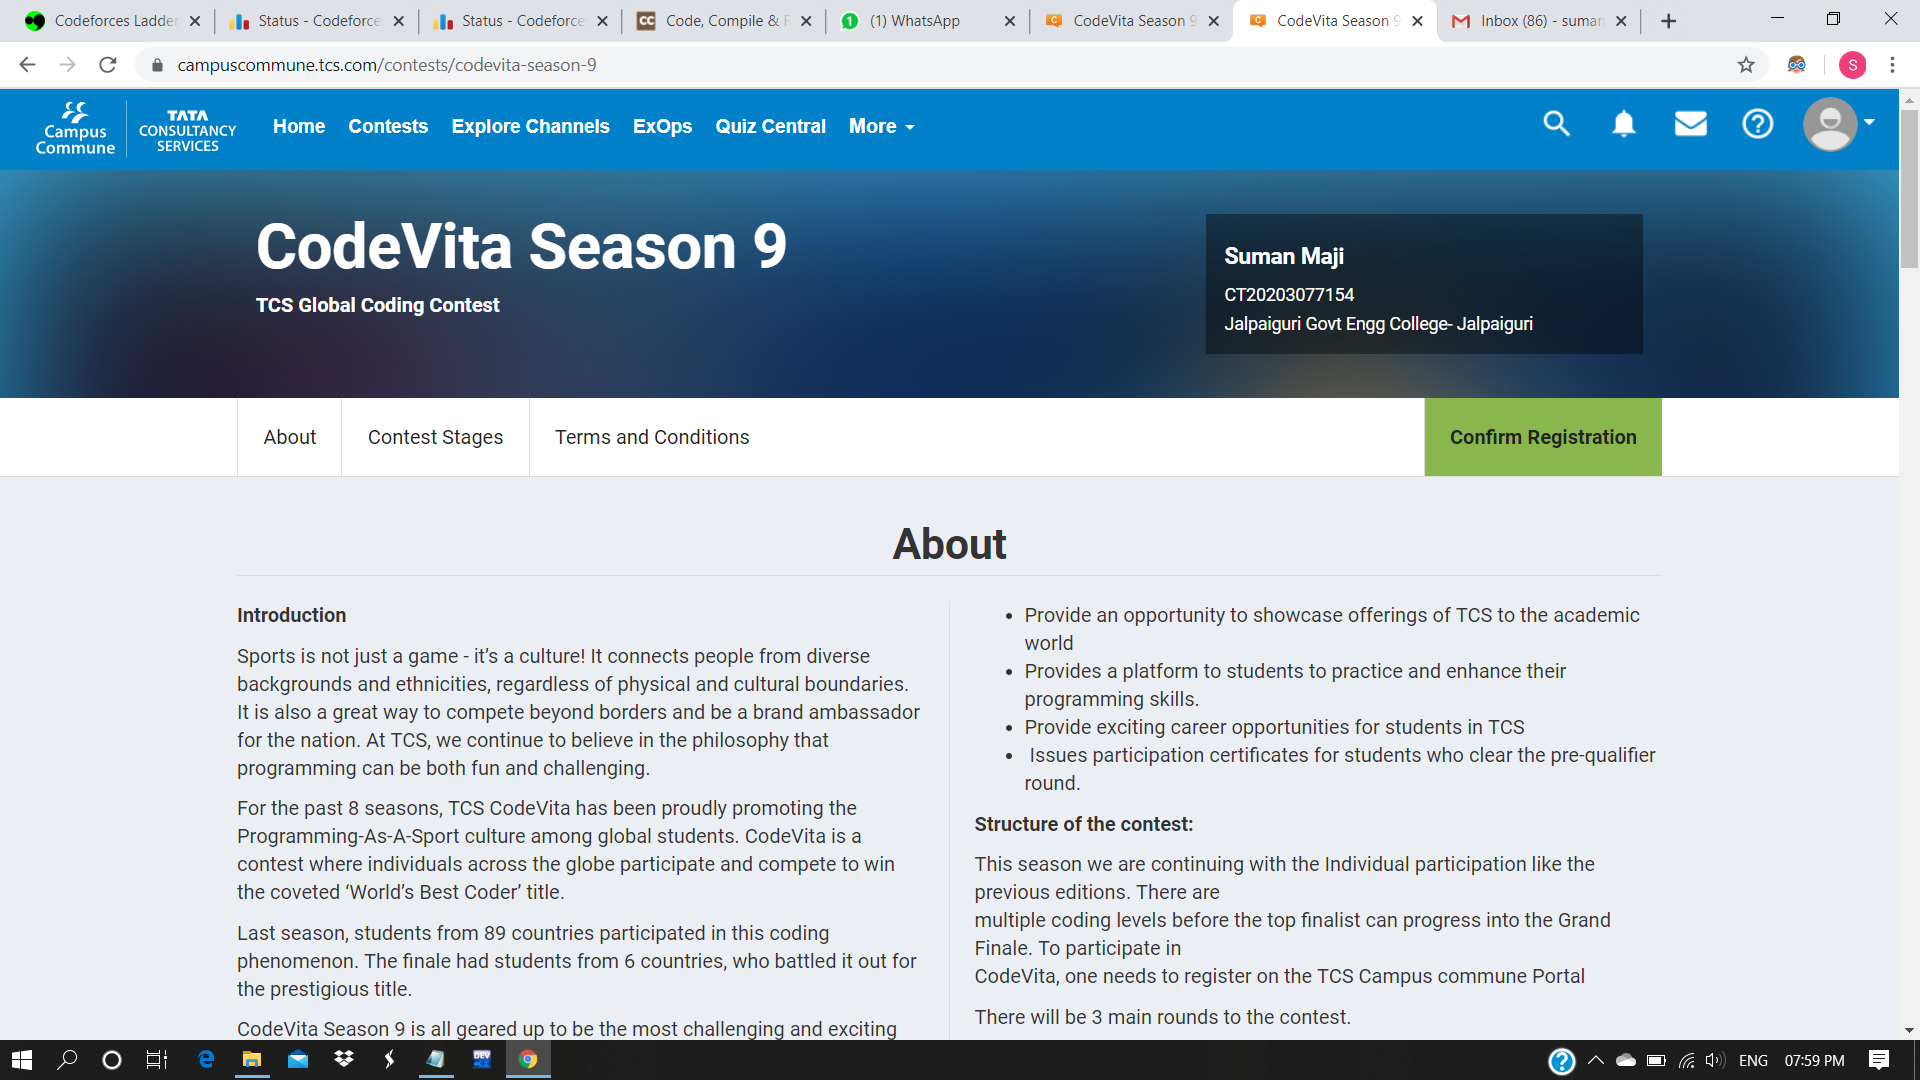 Codeforces Ladder
Status - Codeforce
Status - Codeforce
Code, Compile & R
(1) WhatsApp
CodeVita Season 9
CodeVita Season 9
Inbox (86) - suman
campuscommune.tcs.com/contests/codevita-season-9
S
Campus
Commune
TATA
CONSULTANCY
SERVICES
Home
Contests
Explore Channels
ExOps
Quiz Central
More
CodeVita Season 9
TCS Global Coding Contest
Suman Maji
CT20203077154
Jalpaiguri Govt Engg College- Jalpaiguri
About
Contest Stages
Terms and Conditions
Confirm Registration
About
Introduction
Sports is not just a game - it’s a culture! It connects people from diverse
backgrounds and ethnicities, regardless of physical and cultural boundaries.
It is also a great way to compete beyond borders and be a brand ambassador
for the nation. At TCS, we continue to believe in the philosophy that
programming can be both fun and challenging.
For the past 8 seasons, TCS CodeVita has been proudly promoting the
Programming-As-A-Sport culture among global students. CodeVita is a
contest where individuals across the globe participate and compete to win
the coveted ‘World’s Best Coder’ title.
Last season, students from 89 countries participated in this coding
phenomenon. The finale had students from 6 countries, who battled it out for
the prestigious title.
CodeVita Season 9 is all geared up to be the most challenging and exciting
• Provide an opportunity to showcase offerings of TCS to the academic
world
• Provides a platform to students to practice and enhance their
programming skills.
• Provide exciting career opportunities for students in TCS
• Issues participation certificates for students who clear the pre-qualifier
round.
Structure of the contest:
This season we are continuing with the Individual participation like the
previous editions. There are
multiple coding levels before the top finalist can progress into the Grand
Finale. To participate in
CodeVita, one needs to register on the TCS Campus commune Portal
There will be 3 main rounds to the contest.
DEV
ENG
07:59 PM